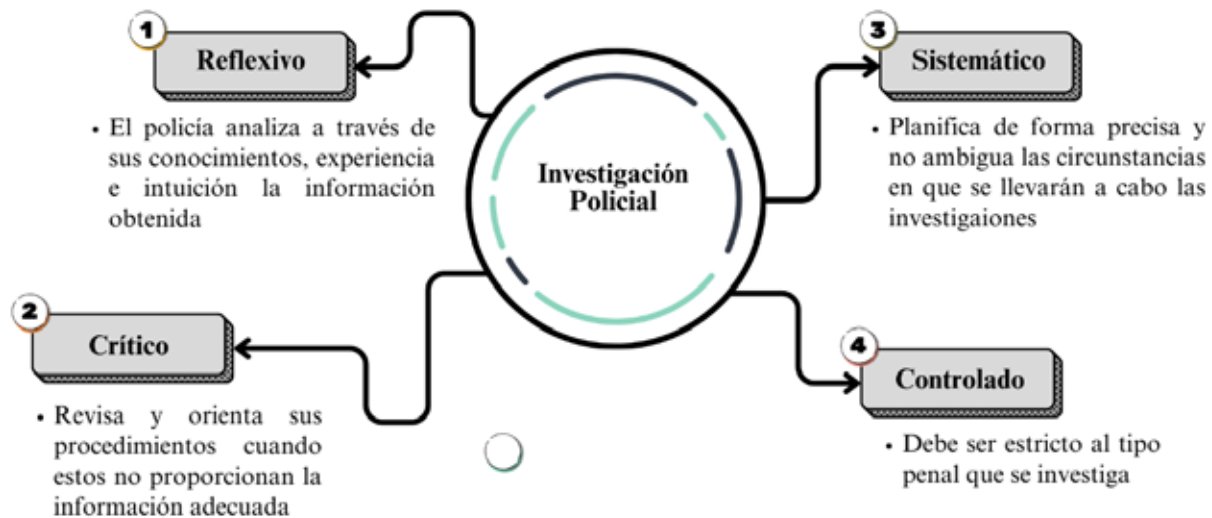 1
Reflexivo
• El policía analiza a través de
sus conocimientos, experiencia
e intuición la información
obtenida
2
Crítico
• Revisa y orienta sus
procedimientos cuando
estos no proporcionan la
información adecuada
Investigación
Policial
3
Sistemático
• Planifica de forma precisa y
no ambigua las circunstancias
en que se llevarán a cabo las
investigaiones
4
Controlado
• Debe ser estricto al tipo
penal que se investiga